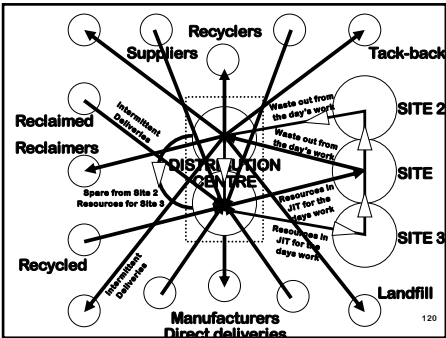 Recyclers
Suppliers
Tack-back
Waste out from
the day's work
SITE 2
Intermittent
Deliveries
Reclaimed
Waste out from
the day's work
Reclaimers
DISTRIBUTION
CENTRE
SITE
Spare from Site 2
Resources for Site 3
Resources in
JIT for the
days work
Resources in
JIT for the
days work
SITE 3
Recycled
Intermittent
Deliveries
Landfill
Manufacturers
Direct deliveries
120